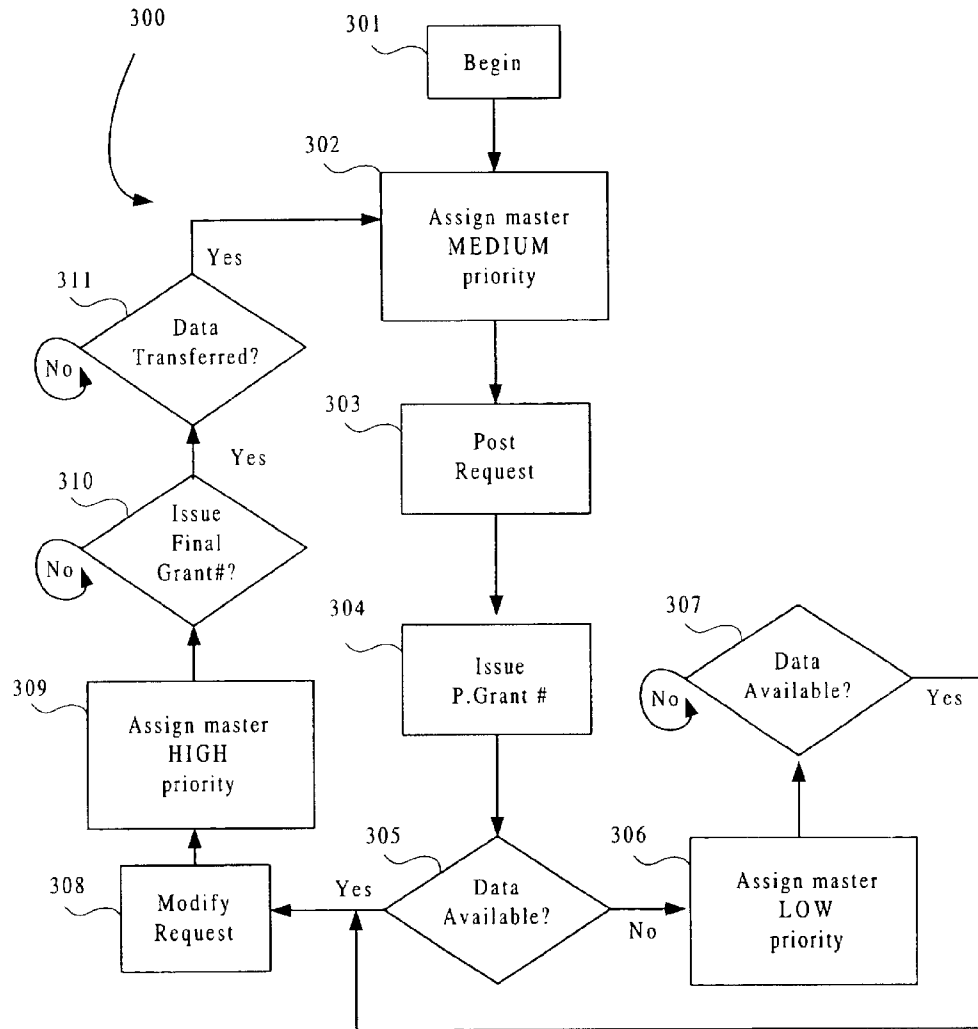 300
301
Begin
302
Assign master
MEDIUM
priority
Yes
311
Data
Transferred?
No
303
Post
Request
Yes
310
Issue
Final
Grant#?
No
304
Issue
P.Grant #
307
Data
Available?
No
Yes
309
Assign master
HIGH
priority
305
Data
Available?
Yes
No
306
Assign master
LOW
priority
308
Modify
Request